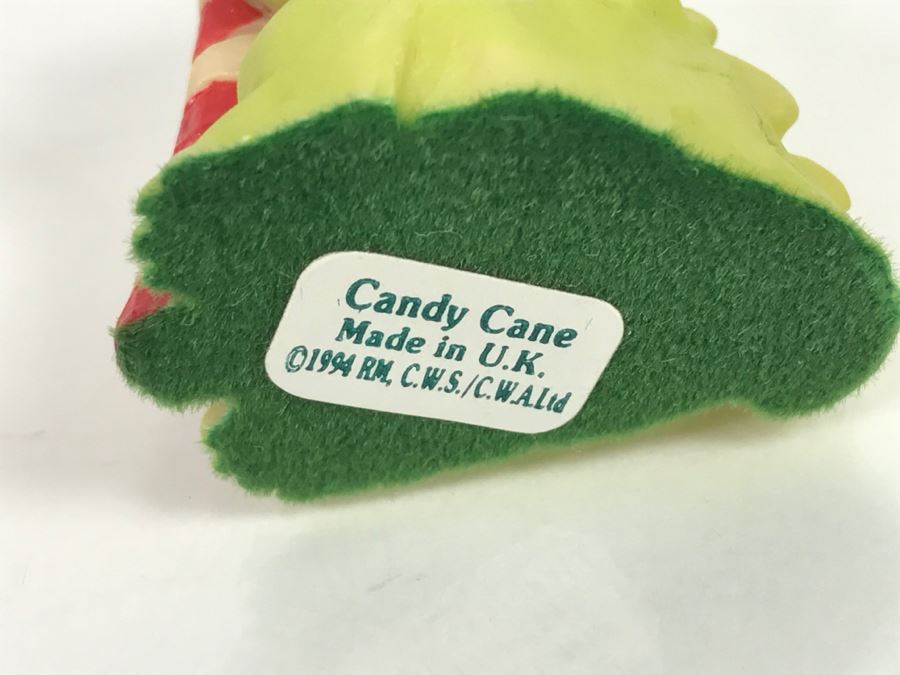 Candy Cane
Made in U.K.
©1994 RM, C.W.S./C.W.A.Ltd